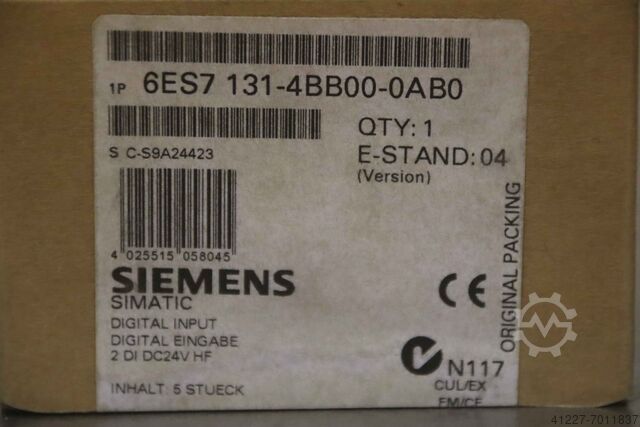 1P 6ES7 131-4BB00-0AB0
QTY: 1
S C-S9A24423
E-STAND: 04
(Version)
4 025515 058045
SIEMENS
SIMATIC
DIGITAL INPUT
DIGITAL EINGABE
2 DI DC24V HF
INHALT: 5 STUECK
CE
N117
CUL/EX
FM/CE
ORIGINAL PACKING
41227-7011837